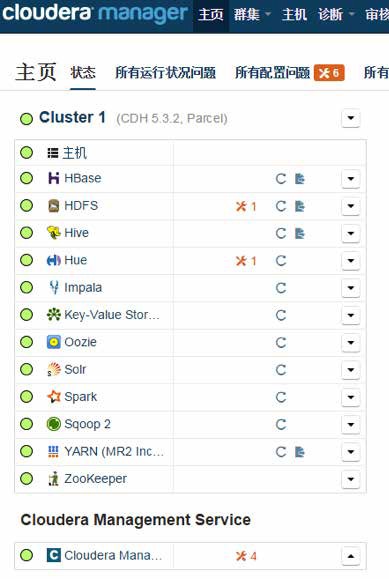 cloudera manager 主页 群集 主机 诊断 审核
主页 状态 所有运行状况问题 所有配置问题 6 所有
Cluster 1 (CDH 5.3.2, Parcel)
主机
HBase
HDFS 1
Hive
Hue 1
Impala
Key-Value Stor...
Oozie
Solr
Spark
Sqoop 2
YARN (MR2 Inc...
ZooKeeper
Cloudera Management Service
Cloudera Mana... 4